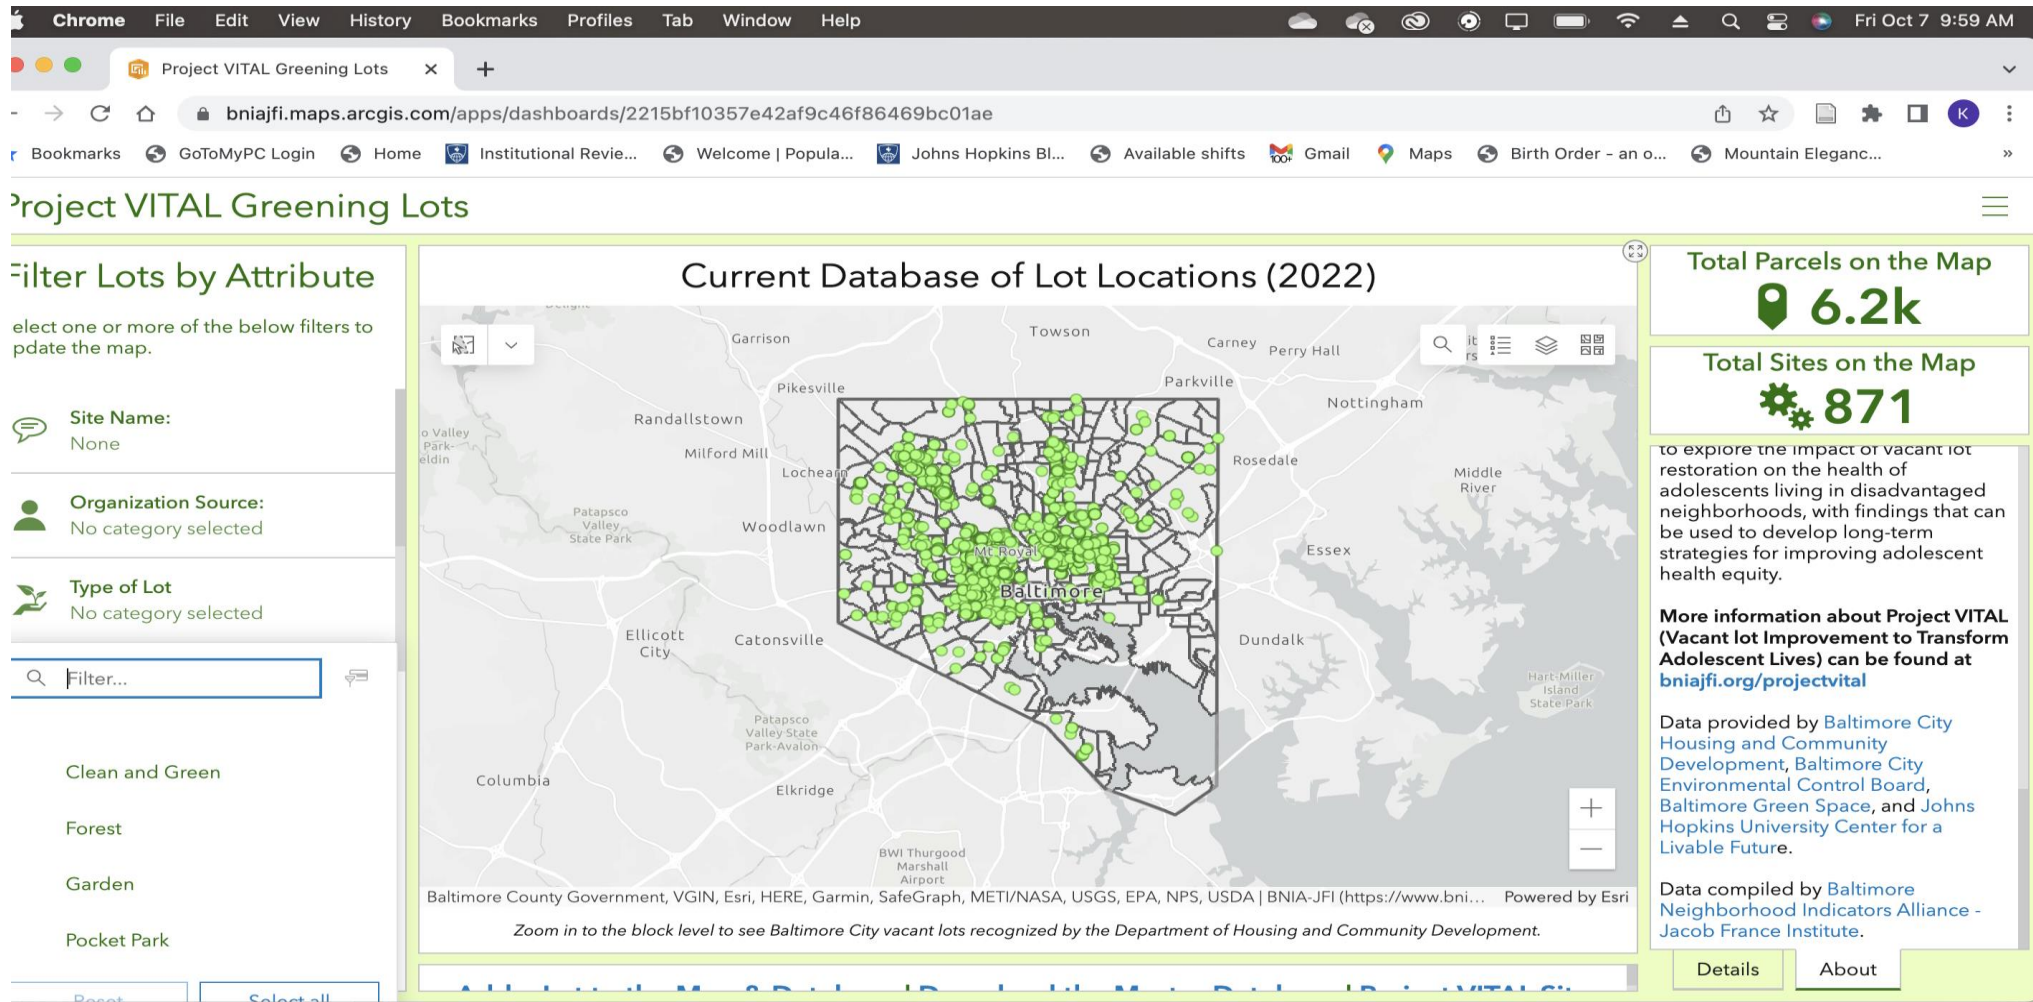 Chrome File Edit View History Bookmarks Profiles Tab Window Help Fri Oct 7 9:59 AM
Project VITAL Greening Lots
bniajfi.maps.arcgis.com/apps/dashboards/2215bf10357e42af9c46f86469bc01ae K
Bookmarks GoToMyPC Login Home Institutional Revie... Welcome | Popula... Johns Hopkins Bl... Available shifts 100+ Gmail Maps Birth Order – an o... Mountain Eleganc... »
Project VITAL Greening Lots
Filter Lots by Attribute
elect one or more of the below filters to
pdate the map.
Site Name:
None
Organization Source:
No category selected
Type of Lot
No category selected
Filter...
Clean and Green
Forest
Garden
Pocket Park
Reset Select all
Current Database of Lot Locations (2022)
Garrison
Towson
Carney
Perry Hall
Pikesville
Parkville
Randallstown
Nottingham
o Valley
Park-
eldin
Milford Mill
Lochearn
Rosedale
Middle
River
Patapsco
Valley
State Park
Woodlawn
Mt Royal
Essex
Baltimore
Ellicott
City
Catonsville
Dundalk
Hart-Miller
Island
State Park
Patapsco
Valley State
Park-Avalon
Columbia
Elkridge
BWI Thurgood
Marshall
Airport
Baltimore County Government, VGIN, Esri, HERE, Garmin, SafeGraph, METI/NASA, USGS, EPA, NPS, USDA | BNIA-JFI (https://www.bni... Powered by Esri
Zoom in to the block level to see Baltimore City vacant lots recognized by the Department of Housing and Community Development.
Total Parcels on the Map
6.2k
Total Sites on the Map
871
to explore the impact of vacant lot
restoration on the health of
adolescents living in disadvantaged
neighborhoods, with findings that can
be used to develop long-term
strategies for improving adolescent
health equity.
More information about Project VITAL
(Vacant lot Improvement to Transform
Adolescent Lives) can be found at
bniajfi.org/projectvital
Data provided by Baltimore City
Housing and Community
Development, Baltimore City
Environmental Control Board,
Baltimore Green Space, and Johns
Hopkins University Center for a
Livable Future.
Data compiled by Baltimore
Neighborhood Indicators Alliance -
Jacob France Institute.
Details About